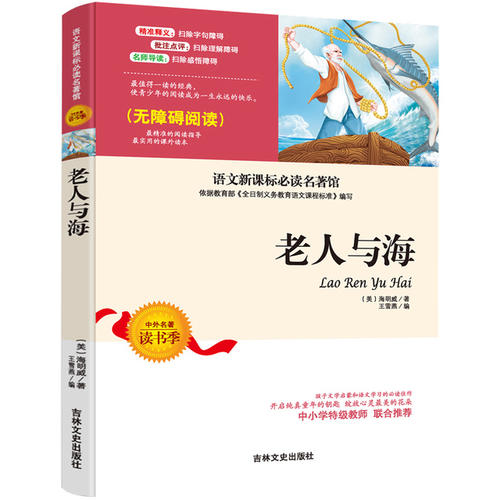 精准释义：扫除字句障碍
批注点评：扫除理解障碍
名师导读：扫除感悟障碍
最值得一读的经典，
使青少年的阅读成为一生永远的快乐。
(无障碍阅读)
最精准的阅读指导
最实用的课外读本
语文新课标必读名著馆
依据教育部《全日制义务教育语文课程标准》编写
老人与海
Lao Ren Yu Hai
(美)海明威/著
王雪燕/编
中外名著
读书季
孩子文学启蒙和语文学习的必读佳作
开启纯真童年的钥匙 绽放心灵最美的花朵
中小学特级教师 联合推荐
吉林文史出版社
语文新课标必读名著馆
老人与海
(美)海明威/著
王雪燕/编
吉林文史出版社